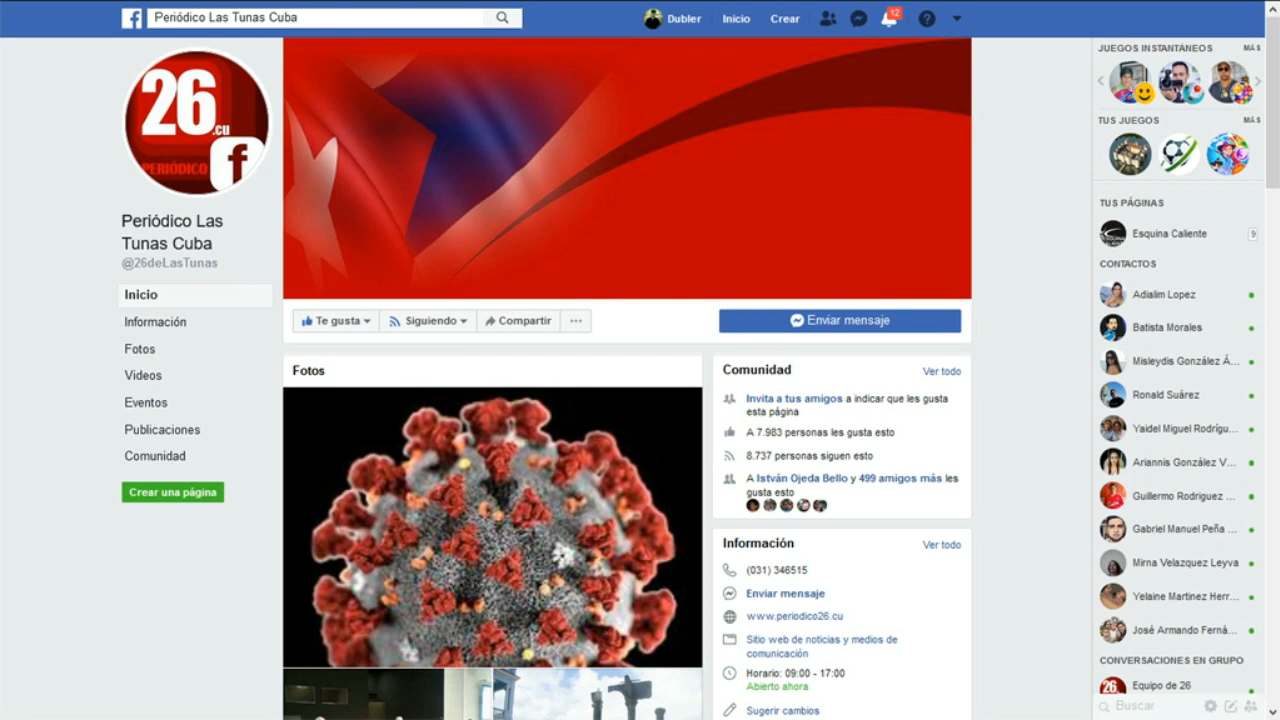 Periódico Las Tunas Cuba
Dubler
Inicio
Crear
12
26
.cu
PERIÓDICO
Periódico Las
Tunas Cuba
@26deLasTunas
Inicio
Información
Fotos
Videos
Eventos
Publicaciones
Comunidad
Crear una página
Te gusta
Siguiendo
Compartir
Enviar mensaje
Fotos
Comunidad
Ver todo
Invita a tus amigos a indicar que les gusta
esta página
A 7.983 personas les gusta esto
8.737 personas siguen esto
A István Ojeda Bello y 499 amigos más les
gusta esto
Información
Ver todo
(031) 346515
Enviar mensaje
www.periodico26.cu
Sitio web de noticias y medios de
comunicación
Horario: 09:00 - 17:00
Abierto ahora
Sugerir cambios
JUEGOS INSTANTÁNEOS
MÁS
TUS JUEGOS
MÁS
TUS PÁGINAS
Esquina Caliente
9
CONTACTOS
Adialim Lopez
Batista Morales
Misleydis González Á...
Ronald Suárez
Yaidel Miguel Rodrígu...
Ariannis González V...
Guillermo Rodriguez ...
Gabriel Manuel Peña ...
Mirna Velazquez Leyva
Yelaine Martinez Herr...
José Armando Ferná...
CONVERSACIONES EN GRUPO
26
Equipo de 26
Buscar